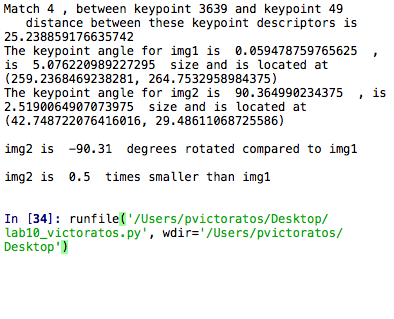 Match 4 , between keypoint 3639 and keypoint 49
distance between these keypoint descriptors is
25.238859176635742
The keypoint angle for img1 is 0.059478759765625 ,
is 5.076220989227295 size and is located at
(259.2368469238281, 264.7532958984375)
The keypoint angle for img2 is 90.364990234375 , is
2.5190064907073975 size and is located at
(42.748722076416016, 29.48611068725586)
img2 is -90.31 degrees rotated compared to img1
img2 is 0.5 times smaller than img1
In [34]: runfile('/Users/pvictoratos/Desktop/
lab10_victoratos.py', wdir='/Users/pvictoratos/
Desktop')